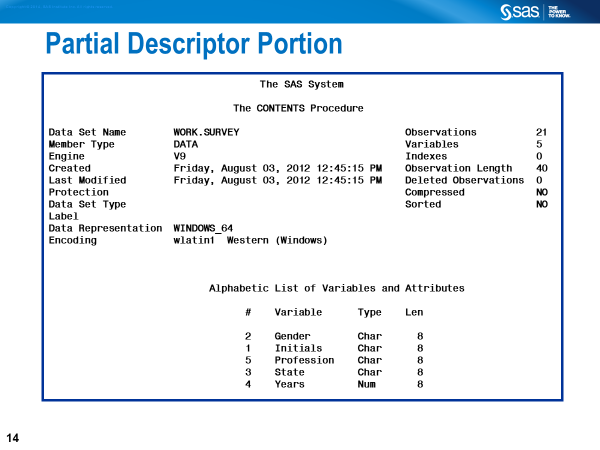 sas THE POWER TO KNOW.
Partial Descriptor Portion
The SAS System
The CONTENTS Procedure
Data Set Name WORK.SURVEY Observations 21
Member Type DATA Variables 5
Engine V9 Indexes 0
Created Friday, August 03, 2012 12:45:15 PM Observation Length 40
Last Modified Friday, August 03, 2012 12:45:15 PM Deleted Observations 0
Protection Compressed NO
Data Set Type Sorted NO
Label
Data Representation WINDOWS_64
Encoding wlatin1 Western (Windows)
Alphabetic List of Variables and Attributes
# Variable Type Len
2 Gender Char 8
1 Initials Char 8
5 Profession Char 8
3 State Char 8
4 Years Num 8
14